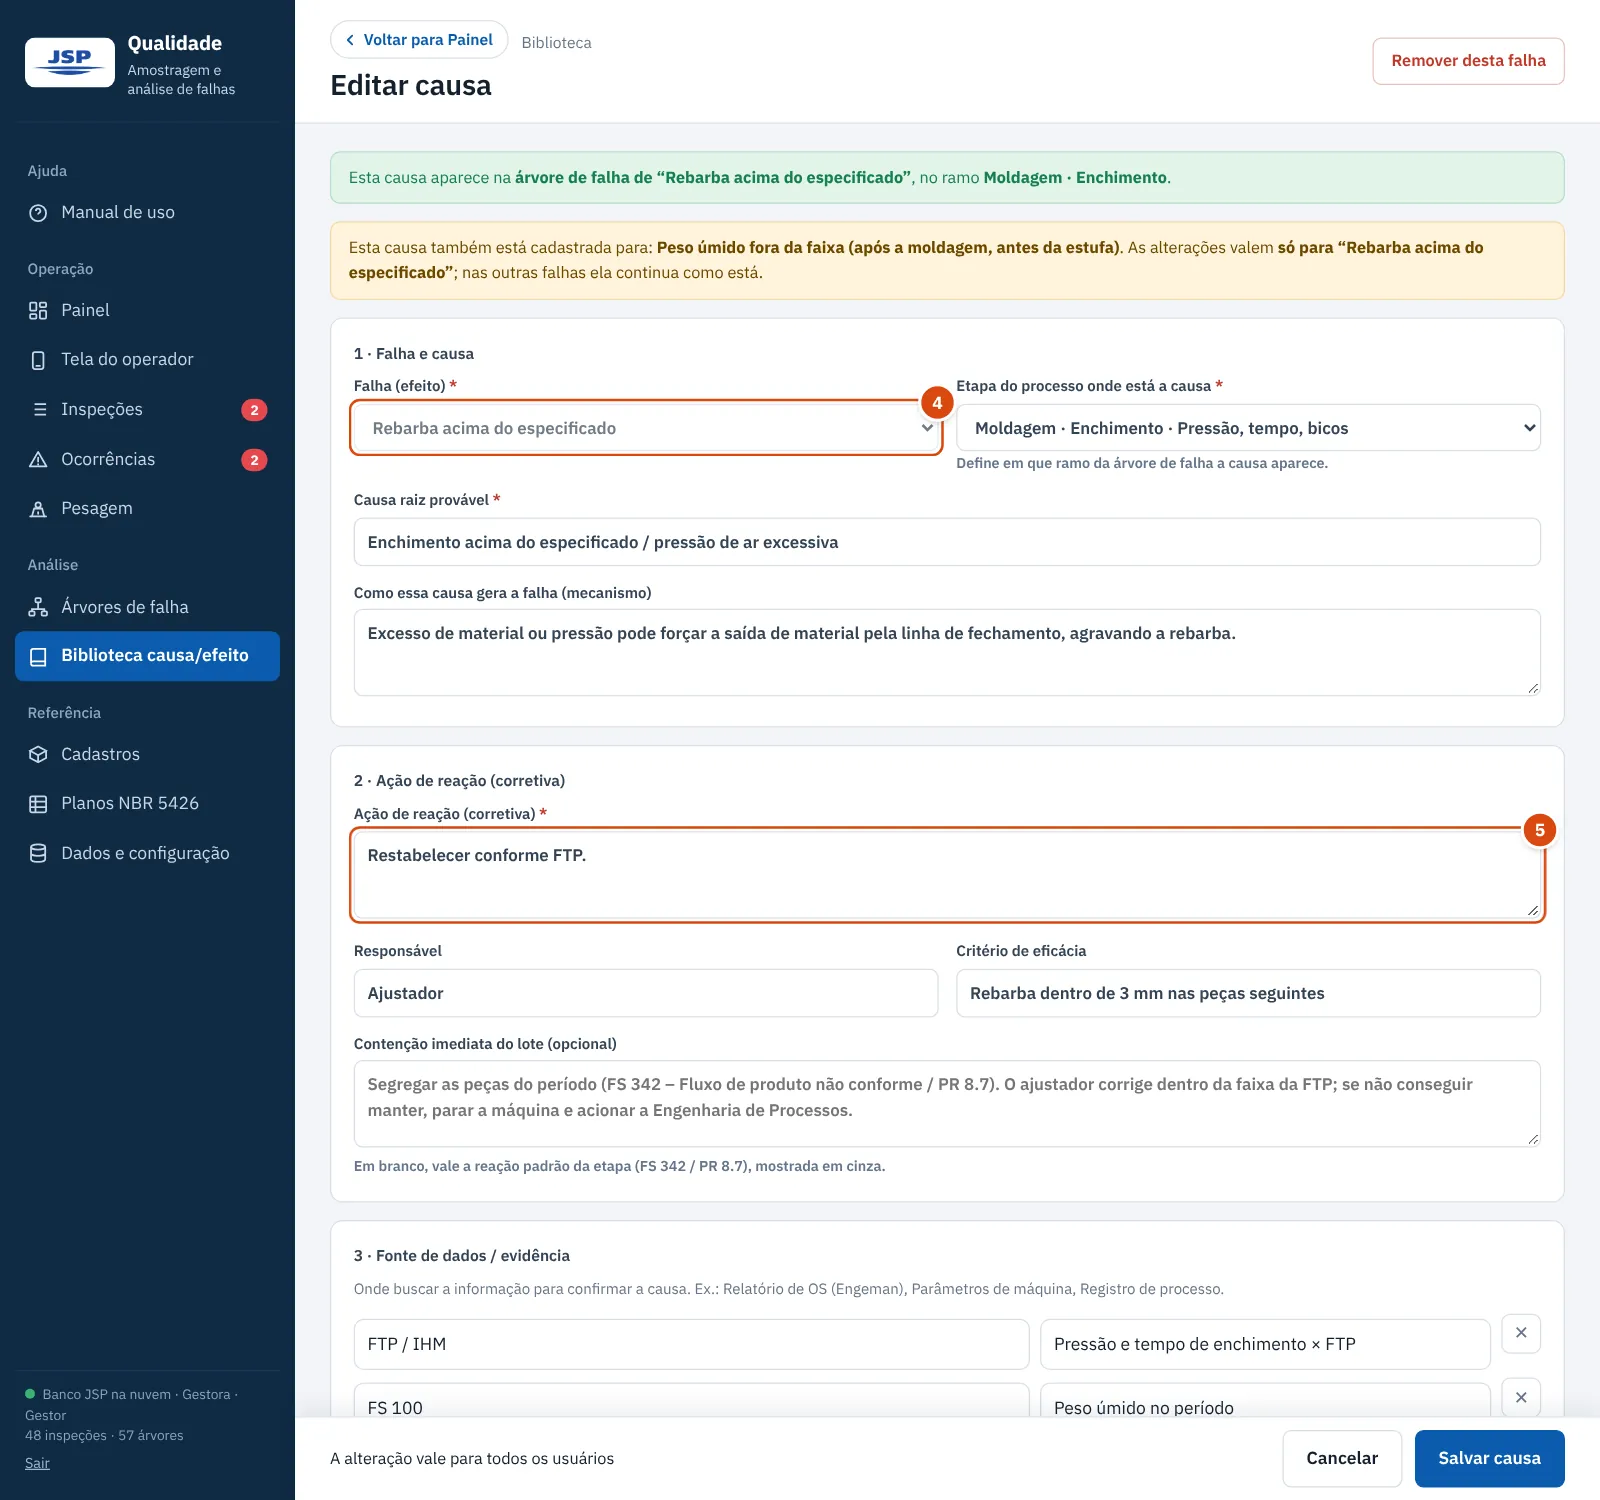 JSP
Qualidade
Amostragem e
análise de falhas
Ajuda
Manual de uso
Operação
Painel
Tela do operador
Inspeções 2
Ocorrências 2
Pesagem
Análise
Árvores de falha
Biblioteca causa/efeito
Referência
Cadastros
Planos NBR 5426
Dados e configuração
Banco JSP na nuvem · Gestora ·
Gestor
48 inspeções · 57 árvores
Sair
Voltar para Painel
Biblioteca
Editar causa
Remover desta falha
Esta causa aparece na árvore de falha de “Rebarba acima do especificado”, no ramo Moldagem · Enchimento.
Esta causa também está cadastrada para: Peso úmido fora da faixa (após a moldagem, antes da estufa). As alterações valem só para “Rebarba acima do
especificado”; nas outras falhas ela continua como está.
1 · Falha e causa
Falha (efeito) *
Rebarba acima do especificado
4
Etapa do processo onde está a causa *
Moldagem · Enchimento · Pressão, tempo, bicos
Define em que ramo da árvore de falha a causa aparece.
Causa raiz provável *
Enchimento acima do especificado / pressão de ar excessiva
Como essa causa gera a falha (mecanismo)
Excesso de material ou pressão pode forçar a saída de material pela linha de fechamento, agravando a rebarba.
2 · Ação de reação (corretiva)
Ação de reação (corretiva) *
5
Restabelecer conforme FTP.
Responsável
Ajustador
Critério de eficácia
Rebarba dentro de 3 mm nas peças seguintes
Contenção imediata do lote (opcional)
Segregar as peças do período (FS 342 – Fluxo de produto não conforme / PR 8.7). O ajustador corrige dentro da faixa da FTP; se não conseguir
manter, parar a máquina e acionar a Engenharia de Processos.
Em branco, vale a reação padrão da etapa (FS 342 / PR 8.7), mostrada em cinza.
3 · Fonte de dados / evidência
Onde buscar a informação para confirmar a causa. Ex.: Relatório de OS (Engeman), Parâmetros de máquina, Registro de processo.
FTP / IHM
Pressão e tempo de enchimento × FTP
FS 100
Peso úmido no período
A alteração vale para todos os usuários
Cancelar
Salvar causa